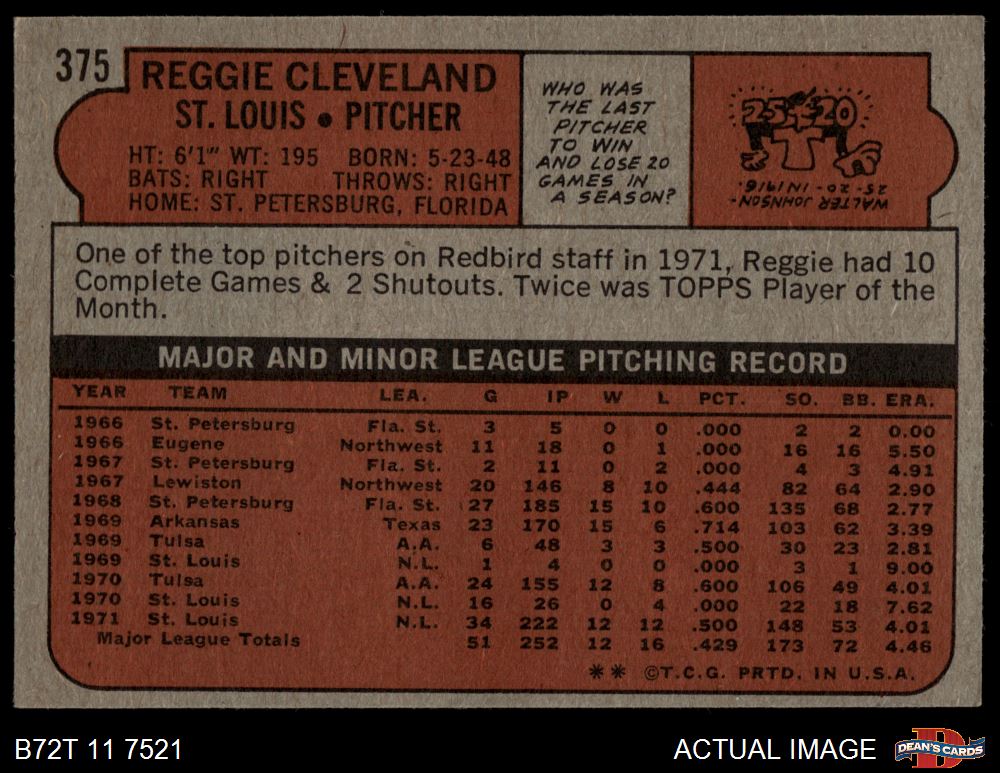 375
REGGIE CLEVELAND
ST. LOUIS • PITCHER
HT: 6'1"' WT: 195 BORN: 5-23-48
BATS: RIGHT THROWS: RIGHT
HOME: ST. PETERSBURG, FLORIDA
WHO WAS
THE LAST
PITCHER
TO WIN
AND LOSE 20
GAMES IN
A SEASON?
25 20
WALTER JOHNSON-
25-20-IN 1916.
One of the top pitchers on Redbird staff in 1971, Reggie had 10
Complete Games & 2 Shutouts. Twice was TOPPS Player of the
Month.
MAJOR AND MINOR LEAGUE PITCHING RECORD
YEAR TEAM LEA. G IP W L PCT. SO. BB. ERA.
1966 St. Petersburg Fla. St. 3 5 0 0 .000 2 2 0.00
1966 Eugene Northwest 11 18 0 1 .000 16 16 5.50
1967 St. Petersburg Fla. St. 2 11 0 2 .000 4 3 4.91
1967 Lewiston Northwest 20 146 8 10 .444 82 64 2.90
1968 St. Petersburg Fla. St. 27 185 15 10 .600 135 68 2.77
1969 Arkansas Texas 23 170 15 6 .714 103 62 3.39
1969 Tulsa A.A. 6 48 3 3 .500 30 23 2.81
1969 St. Louis N.L. 1 4 0 0 .000 3 1 9.00
1970 Tulsa A.A. 24 155 12 8 .600 106 49 4.01
1970 St. Louis N.L. 16 26 0 4 .000 22 18 7.62
1971 St. Louis N.L. 34 222 12 12 .500 148 53 4.01
Major League Totals 51 252 12 16 .429 173 72 4.46
** ©T.C.G. PRTD. IN U.S.A.
B72T 11 7521
ACTUAL IMAGE
D
DEAN'S CARDS